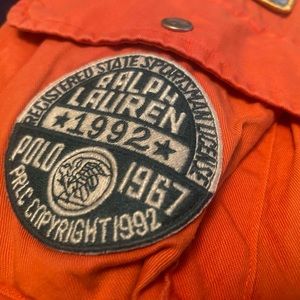 REGISTERED STATE SPORTSMAN
RALPH
LAUREN
★1992★
POLO 1967
PRLC COPYRIGHT 1992